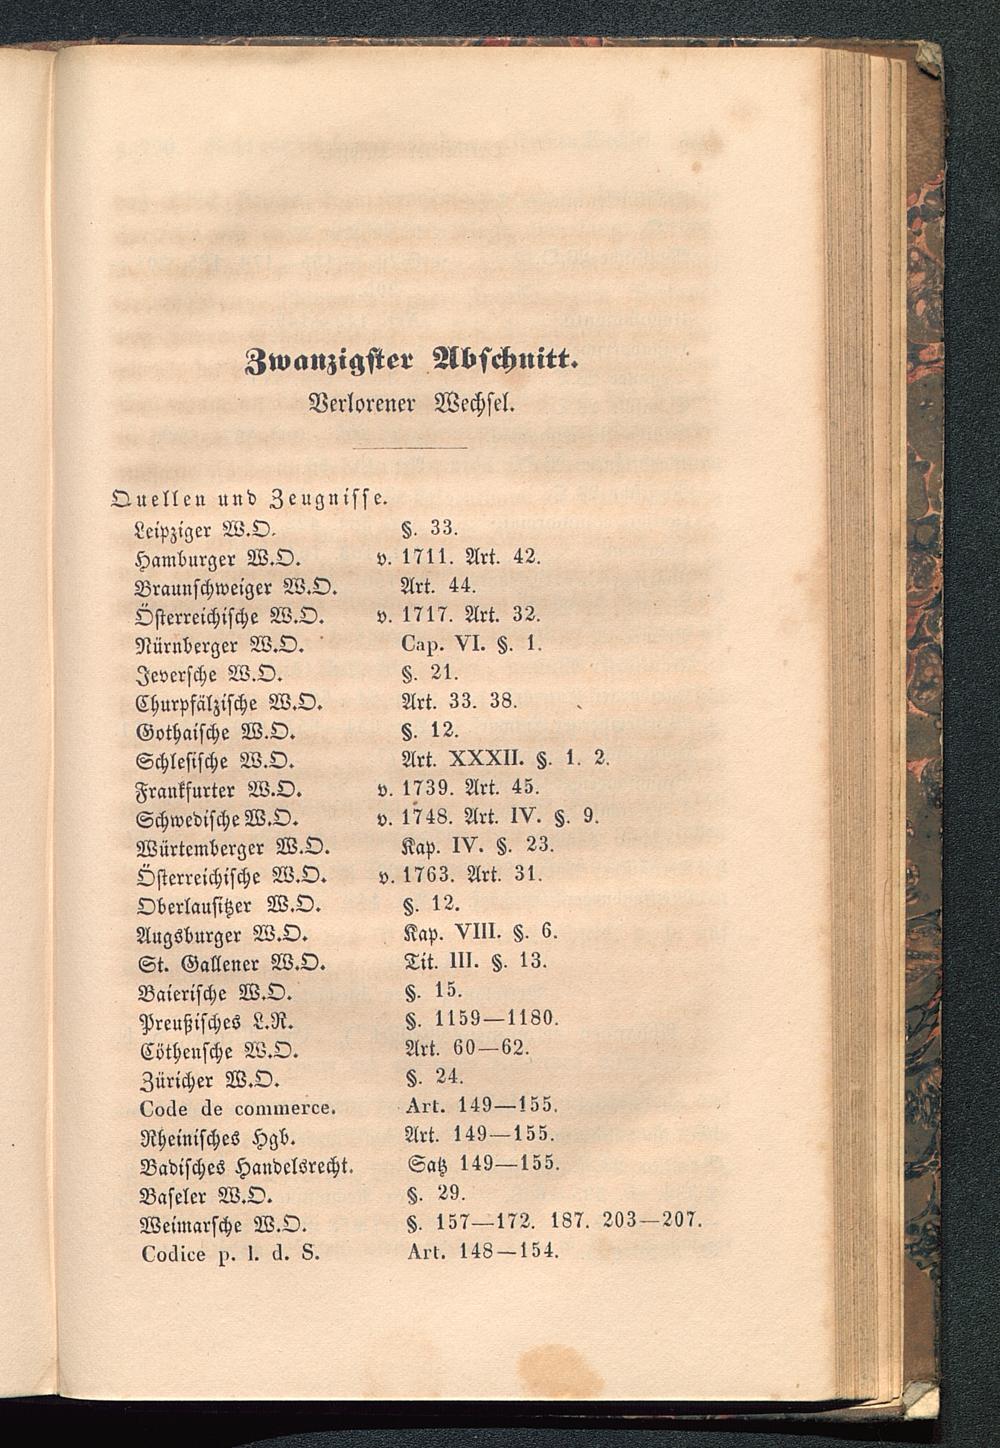 Zwanzigster Abschnitt.
Verlorener Wechsel.
Quellen und Zeugnisse.
Leipziger W.O. §. 33.
Hamburger W.O. v. 1711. Art. 42.
Braunschweiger W.O. Art. 44.
Österreichische W.O. v. 1717. Art. 32.
Nürnberger W.O. Cap. VI. §. 1.
Jeversche W.O. §. 21.
Churpfälzische W.O. Art. 33. 38.
Gothaische W.O. §. 12.
Schlesische W.O. Art. XXXII. §. 1. 2.
Frankfurter W.O. v. 1739. Art. 45.
Schwedische W.O. v. 1748. Art. IV. §. 9.
Würtemberger W.O. Kap. IV. §. 23.
Österreichische W.O. v. 1763. Art. 31.
Oberlausitzer W.O. §. 12.
Augsburger W.O. Kap. VIII. §. 6.
St. Gallener W.O. Tit. III. §. 13.
Baierische W.O. §. 15.
Preußisches L.R. §. 1159—1180.
Cöthensche W.O. Art. 60—62.
Züricher W.O. §. 24.
Code de commerce. Art. 149—155.
Rheinisches Hgb. Art. 149—155.
Badisches Handelsrecht. Satz 149—155.
Baseler W.O. §. 29.
Weimarsche W.O. §. 157—172. 187. 203—207.
Codice p. l. d. S. Art. 148—154.